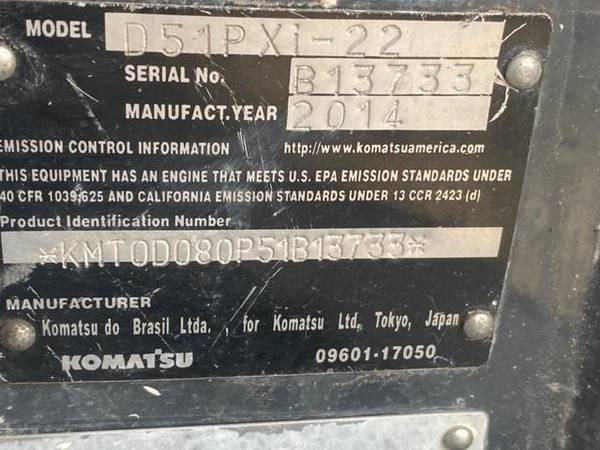 MODEL D51PXi-22
SERIAL No. B13733
MANUFACT.YEAR 2014
EMISSION CONTROL INFORMATION http://www.komatsuamerica.com
THIS EQUIPMENT HAS AN ENGINE THAT MEETS U.S. EPA EMISSION STANDARDS UNDER
40 CFR 1039,625 AND CALIFORNIA EMISSION STANDARDS UNDER 13 CCR 2423 (d)
Product Identification Number
*KMT0D080P51B13733*
MANUFACTURER
Komatsu do Brasil Ltda. , for Komatsu Ltd, Tokyo, Japan
KOMATSU 09601-17050